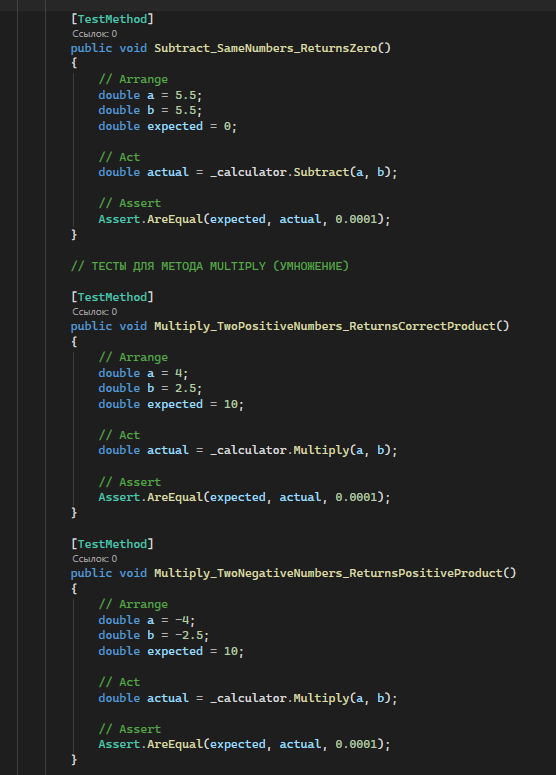 [TestMethod]
Ссылок: 0
public void Subtract_SameNumbers_ReturnsZero()
{
// Arrange
double a = 5.5;
double b = 5.5;
double expected = 0;
// Act
double actual = _calculator.Subtract(a, b);
// Assert
Assert.AreEqual(expected, actual, 0.0001);
}
// ТЕСТЫ ДЛЯ МЕТОДА MULTIPLY (УМНОЖЕНИЕ)
[TestMethod]
Ссылок: 0
public void Multiply_TwoPositiveNumbers_ReturnsCorrectProduct()
{
// Arrange
double a = 4;
double b = 2.5;
double expected = 10;
// Act
double actual = _calculator.Multiply(a, b);
// Assert
Assert.AreEqual(expected, actual, 0.0001);
}
[TestMethod]
Ссылок: 0
public void Multiply_TwoNegativeNumbers_ReturnsPositiveProduct()
{
// Arrange
double a = -4;
double b = -2.5;
double expected = 10;
// Act
double actual = _calculator.Multiply(a, b);
// Assert
Assert.AreEqual(expected, actual, 0.0001);
}